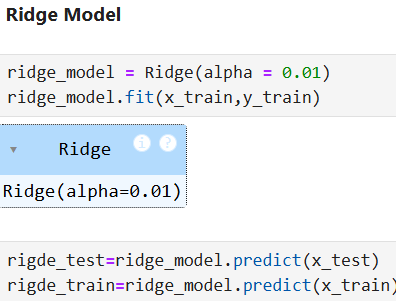 Ridge Model
ridge_model = Ridge(alpha = 0.01)
ridge_model.fit(x_train,y_train)
▾ Ridge i ?
Ridge(alpha=0.01)
rigde_test=ridge_model.predict(x_test)
rigde_train=ridge_model.predict(x_train)